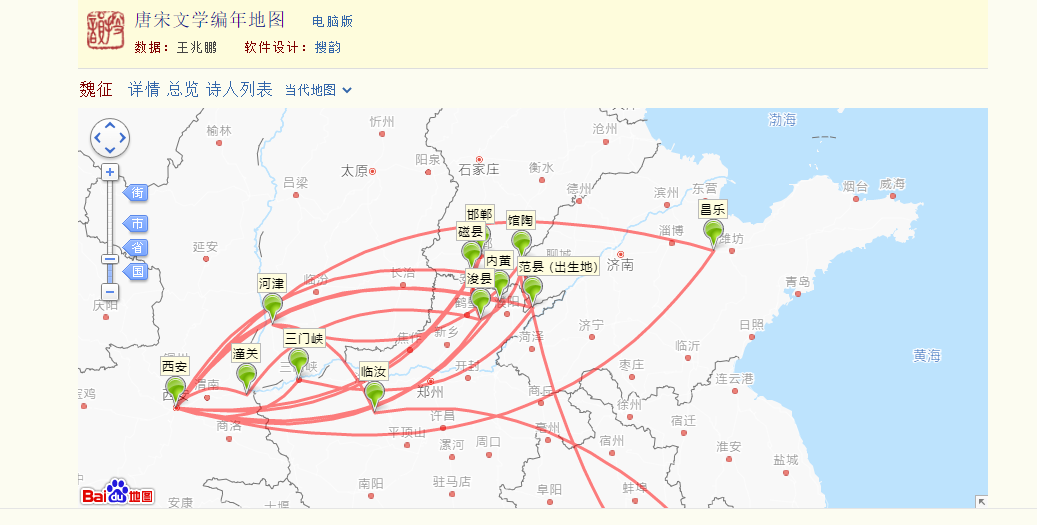 唐宋文学编年地图 电脑版
数据：王兆鹏 软件设计：搜韵
魏征 详情 总览 诗人列表 当代地图
渤海
榆林
忻州
沧州
太原
阳泉
石家庄
衡水
吕梁
德州
滨州
东营
烟台
威海
街
市
省
国
邯郸
磁县
馆陶
昌乐
淄博
潍坊
聊城
延安
内黄
范县（出生地）
济南
浚县
河津
临汾
长治
鹤壁
濮阳
青岛
庆阳
济宁
日照
三门峡
焦作
新乡
菏泽
潼关
临沂
黄海
西安
渭南
临汝
开封
枣庄
郑州
连云港
宝鸡
商丘
徐州
许昌
宿迁
商洛
平顶山
漯河
周口
亳州
宿州
淮安
盐城
南阳
驻马店
阜阳
蚌埠
安康
十堰
Bai du 地图